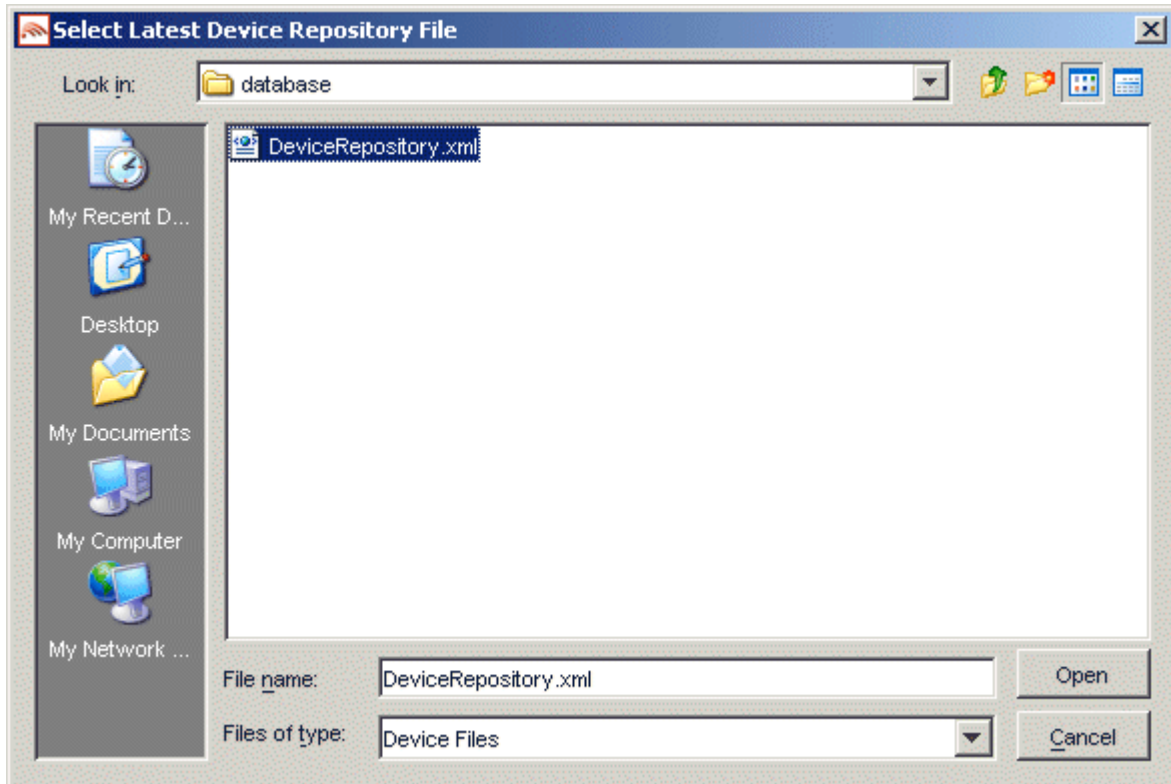 Select Latest Device Repository File
Look in:
database
DeviceRepository.xml
My Recent D...
Desktop
My Documents
My Computer
My Network ...
File name:
DeviceRepository.xml
Open
Files of type:
Device Files
Cancel